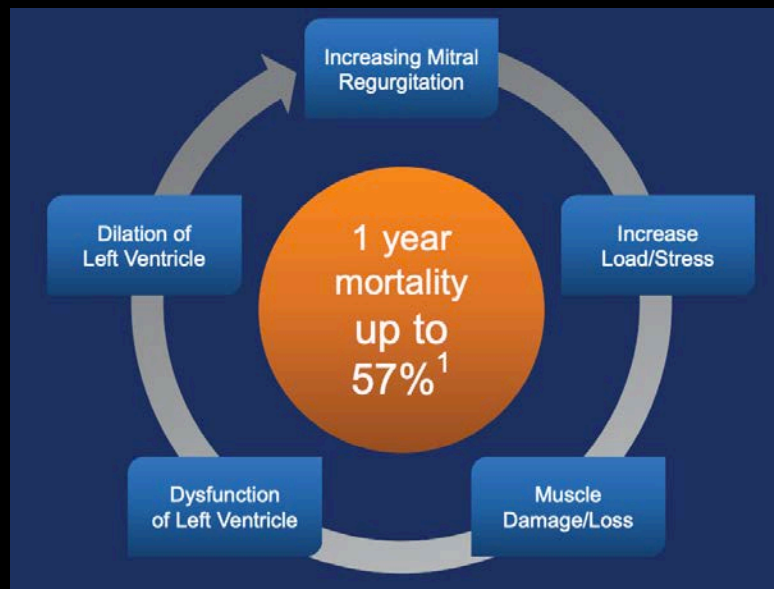 Increasing Mitral
Regurgitation
Increase
Load/Stress
Muscle
Damage/Loss
Dysfunction
of Left Ventricle
Dilation of
Left Ventricle
1 year
mortality
up to
57%1